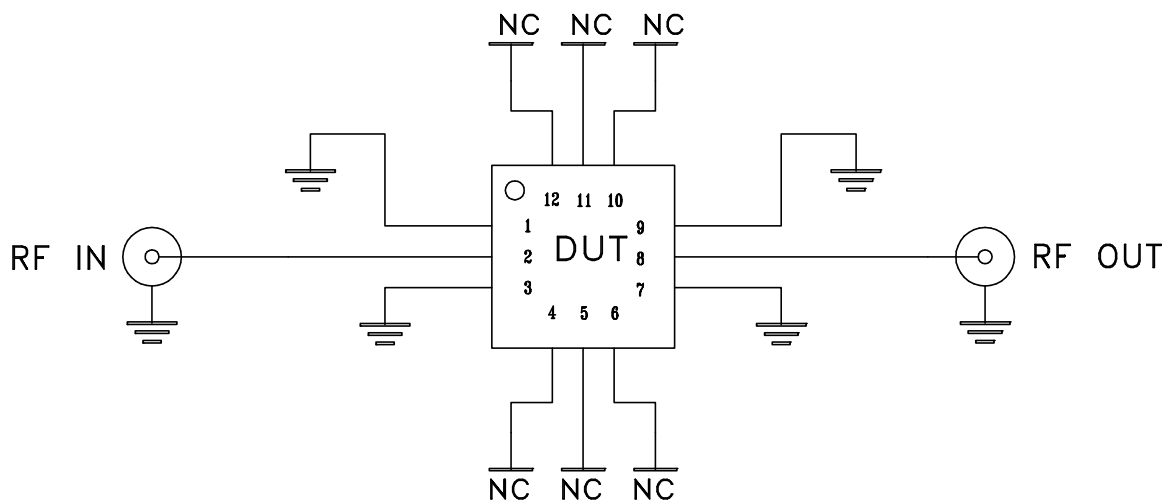 NC NC NC
12 11 10
1 9
RF IN 2 DUT 8 RF OUT
3 7
4 5 6
NC NC NC